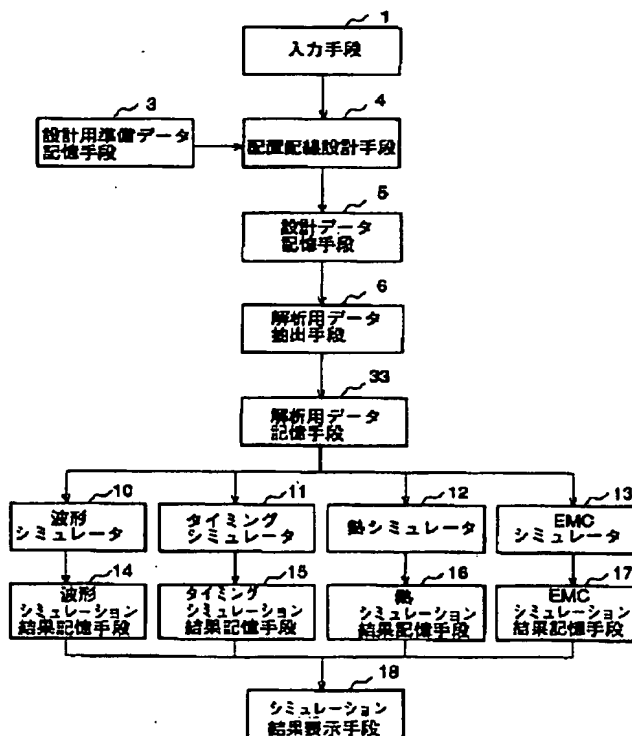 1
入力手段
3
設計用準備データ
記憶手段
4
配置配線設計手段
5
設計データ
記憶手段
6
解析用データ
抽出手段
33
解析用データ
記憶手段
10
波形
シミュレータ
11
タイミング
シミュレータ
12
熱シミュレータ
13
EMC
シミュレータ
14
波形
シミュレーション
結果記憶手段
15
タイミング
シミュレーション
結果記憶手段
16
熱
シミュレーション
結果記憶手段
17
EMC
シミュレーション
結果記憶手段
18
シミュレーション
結果表示手段